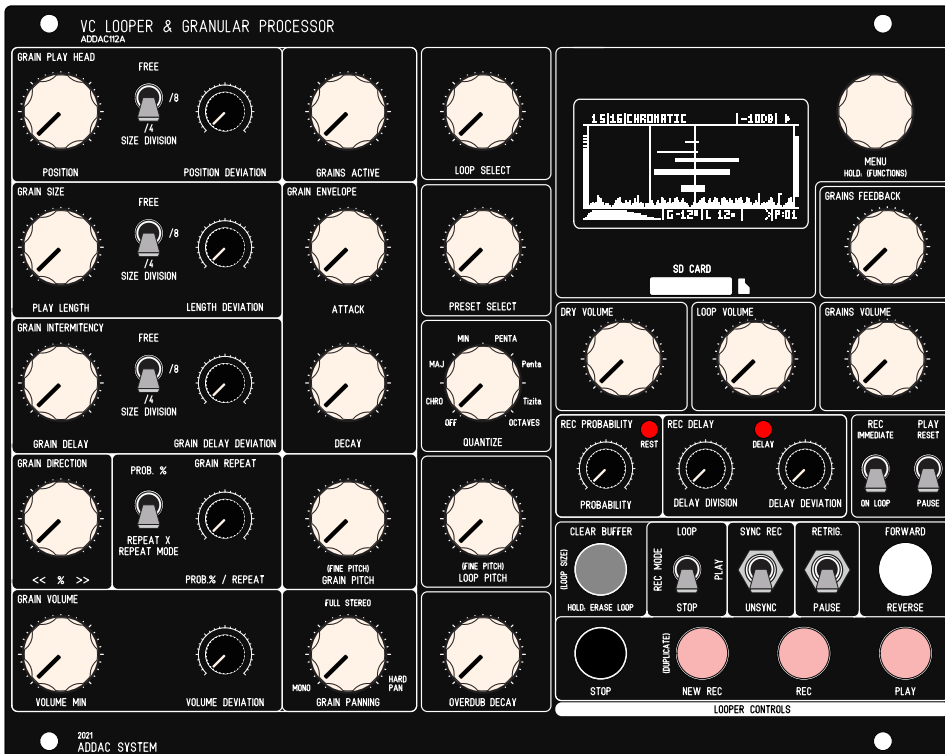 VC LOOPER & GRANULAR PROCESSOR
ADDAC112A
GRAIN PLAY HEAD
FREE
/8
/4
SIZE DIVISION
POSITION
POSITION DEVIATION
GRAINS ACTIVE
LOOP SELECT
15|16|CHROMATIC |-10DB|
MENU
HOLD: (FUNCTIONS)
GRAIN SIZE
FREE
/8
/4
SIZE DIVISION
PLAY LENGTH
LENGTH DEVIATION
GRAIN ENVELOPE
ATTACK
PRESET SELECT
P:01
SD CARD
GRAINS FEEDBACK
GRAIN INTERMITENCY
FREE
/8
/4
SIZE DIVISION
GRAIN DELAY
GRAIN DELAY DEVIATION
DECAY
MIN
PENTA
MAJ
Penta
CHRO
Tizita
OFF
OCTAVES
QUANTIZE
DRY VOLUME
LOOP VOLUME
GRAINS VOLUME
REC PROBABILITY
REST
PROBABILITY
REC DELAY
DELAY
DELAY DIVISION
DELAY DEVIATION
REC
IMMEDIATE
ON LOOP
PLAY
RESET
PAUSE
GRAIN DIRECTION
<< % >>
PROB. %
REPEAT X
REPEAT MODE
GRAIN REPEAT
PROB.% / REPEAT
(FINE PITCH)
GRAIN PITCH
(FINE PITCH)
LOOP PITCH
CLEAR BUFFER
(LOOP SIZE)
HOLD: ERASE LOOP
LOOP
REC MODE
PLAY
STOP
SYNC REC
UNSYNC
RETRIG.
PAUSE
FORWARD
REVERSE
GRAIN VOLUME
VOLUME MIN
VOLUME DEVIATION
FULL STEREO
MONO
HARD
PAN
GRAIN PANNING
OVERDUB DECAY
STOP
(DUPLICATE)
NEW REC
REC
PLAY
LOOPER CONTROLS
2021
ADDAC SYSTEM